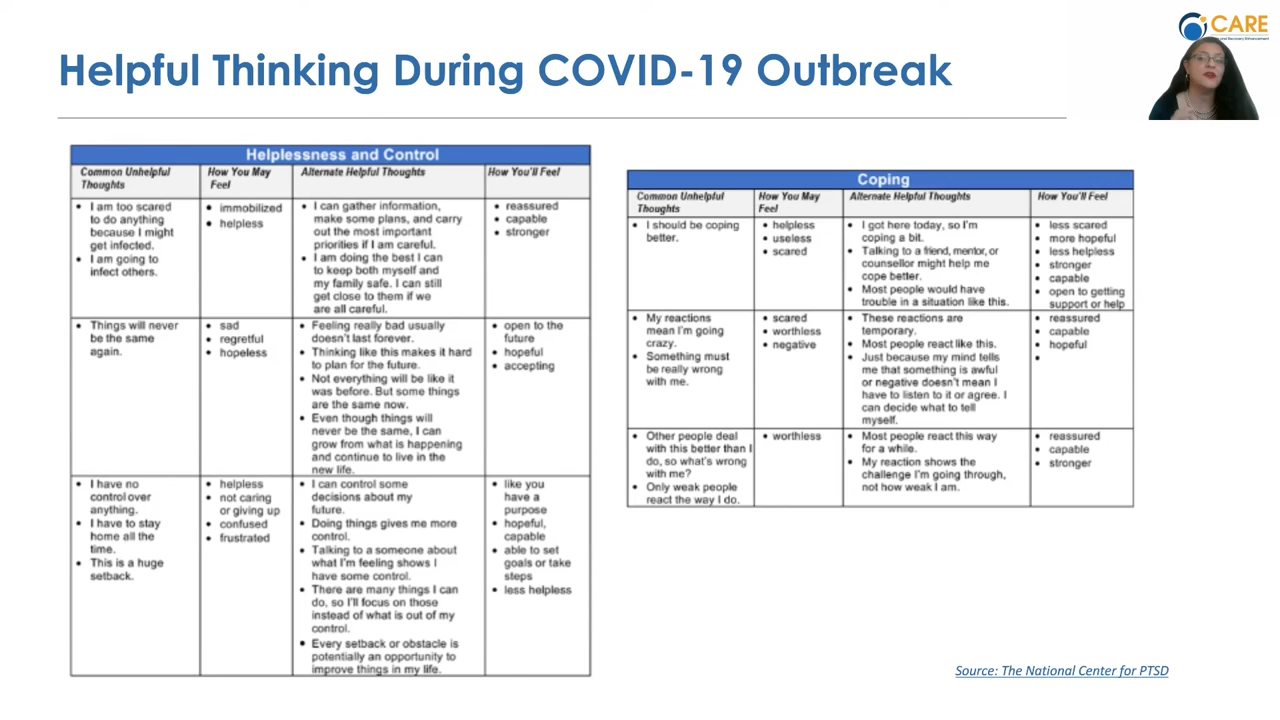 CARE
and Recovery Enhancement
Helpful Thinking During COVID-19 Outbreak
Helplessness and Control
Common Unhelpful
Thoughts
How You May
Feel
Alternate Helpful Thoughts
How You'll Feel
• I am too scared
to do anything
because I might
get infected.
• I am going to
infect others.
• immobilized
• helpless
• I can gather information,
make some plans, and carry
out the most important
priorities if I am careful.
• I am doing the best I can
to keep both myself and
my family safe. I can still
get close to them if we
are all careful.
• reassured
• capable
• stronger
• Things will never
be the same
again.
• sad
• regretful
• hopeless
• Feeling really bad usually
doesn't last forever.
• Thinking like this makes it hard
to plan for the future.
• Not everything will be like it
was before. But some things
are the same now.
• Even though things will
never be the same, I can
grow from what is happening
and continue to live in the
new life.
• open to the
future
• hopeful
• accepting
• I have no
control over
anything.
• I have to stay
home all the
time.
• This is a huge
setback.
• helpless
• not caring
or giving up
• confused
• frustrated
• I can control some
decisions about my
future.
• Doing things gives me more
control.
• Talking to a someone about
what I'm feeling shows I
have some control.
• There are many things I can
do, so I'll focus on those
instead of what is out of my
control.
• Every setback or obstacle is
potentially an opportunity to
improve things in my life.
• like you
have a
purpose
• hopeful,
capable
• able to set
goals or take
steps
• less helpless
Coping
Common Unhelpful
Thoughts
How You May
Feel
Alternate Helpful Thoughts
How You'll Feel
• I should be coping
better.
• helpless
• useless
• scared
• I got here today, so I'm
coping a bit.
• Talking to a friend, mentor, or
counsellor might help me
cope better.
• Most people would have
trouble in a situation like this.
• less scared
• more hopeful
• less helpless
• stronger
• capable
• open to getting
support or help
• My reactions
mean I'm going
crazy.
• Something must
be really wrong
with me.
• scared
• worthless
• negative
• These reactions are
temporary.
• Most people react like this.
• Just because my mind tells
me that something is awful
or negative doesn't mean I
have to listen to it or agree. I
can decide what to tell
myself.
• reassured
• capable
• hopeful
•
• Other people deal
with this better than I
do, so what's wrong
with me?
• Only weak people
react the way I do.
• worthless
• Most people react this way
for a while.
• My reaction shows the
challenge I'm going through,
not how weak I am.
• reassured
• capable
• stronger
Source: The National Center for PTSD